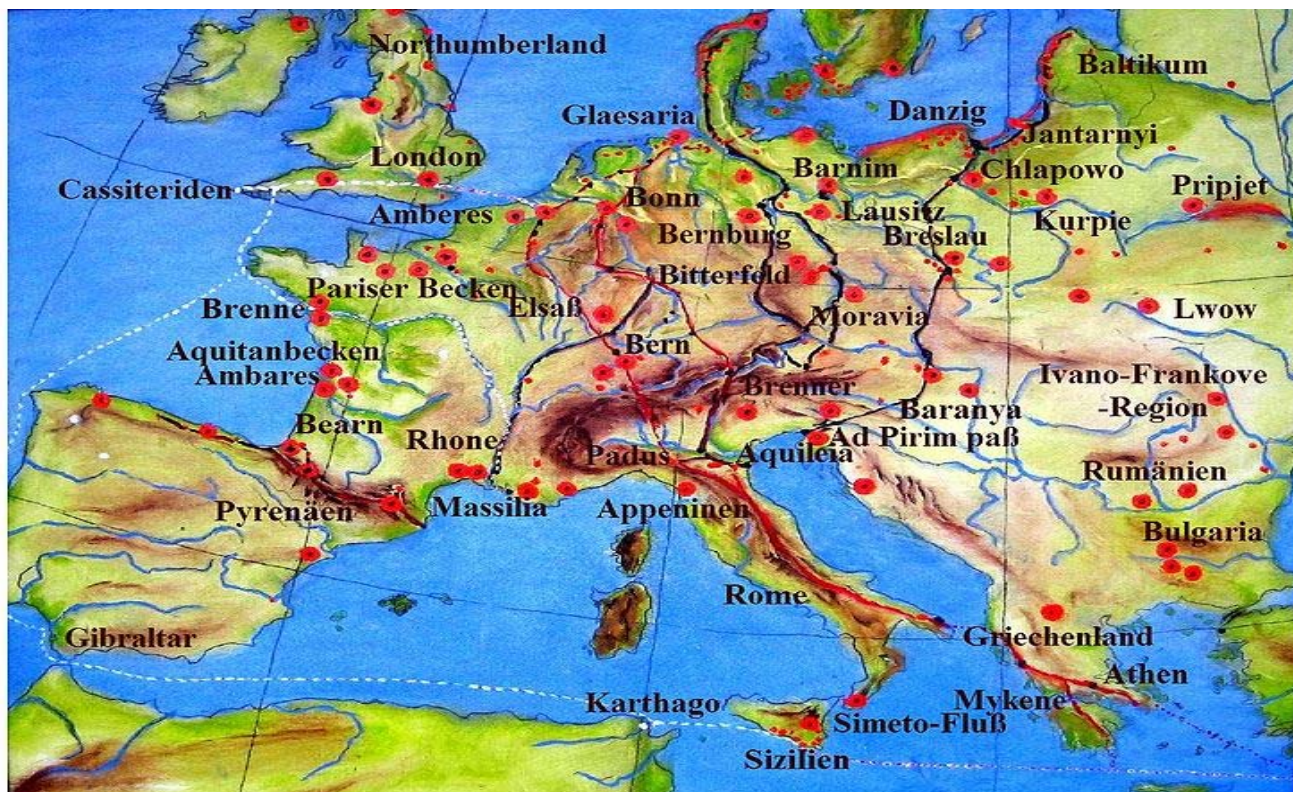 Northumberland
Baltikum
Glaesaria
Danzig
Jantarnyi
London
Barnim
Chlapowo
Cassiteriden
Pripjet
Amberes
Bonn
Lausitz
Kurpie
Bernburg
Breslau
Bitterfeld
Pariser Becken
Elsaß
Brenne
Moravia
Lwow
Aquitanbecken
Bern
Ambares
Brenner
Ivano-Frankove
-Region
Baranya
Bearn
Rhone
Ad Pirim paß
Padus
Aquileia
Rumänien
Pyrenäen
Massilia
Appeninen
Bulgaria
Rome
Gibraltar
Griechenland
Athen
Karthago
Mykene
Simeto-Fluß
Sizilien